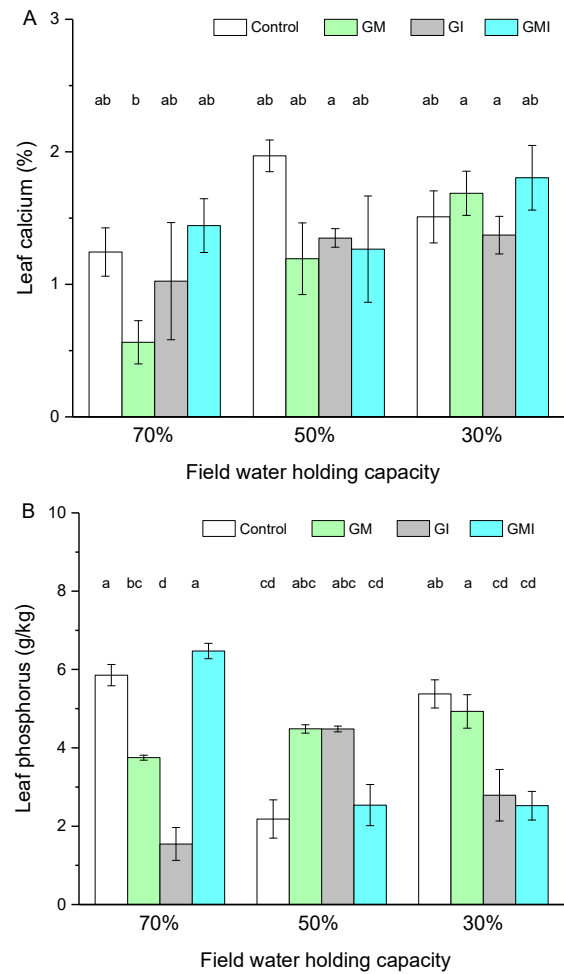 A
3
Control GM GI GMI
ab b ab ab ab ab a ab ab a a ab
2
Leaf calcium (%)
1
0
70% 50% 30%
Field water holding capacity
B
10
Control GM GI GMI
8
a bc d a cd abc abc cd ab a cd cd
6
Leaf phosphorus (g/kg)
4
2
0
70% 50% 30%
Field water holding capacity